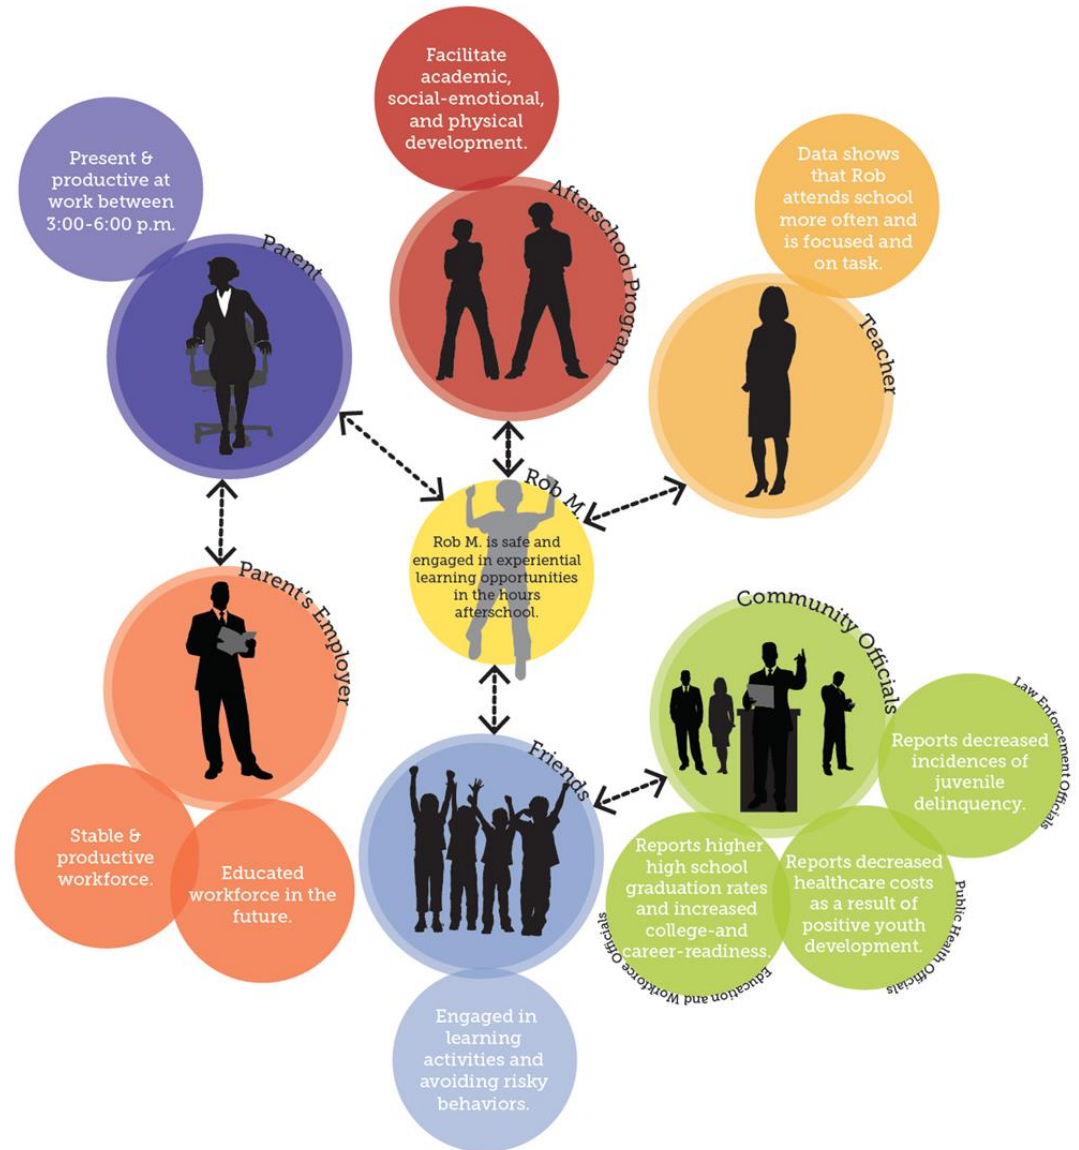 Facilitate
academic,
social-emotional,
and physical
development.
Afterschool Program
Present &
productive at
work between
3:00-6:00 p.m.
Parent
Data shows
that Rob
attends school
more often and
is focused and
on task.
Teacher
Rob M.
Rob M. is safe and
engaged in experiential
learning opportunities
in the hours
afterschool.
Parent's Employer
Stable &
productive
workforce.
Educated
workforce in the
future.
Friends
Engaged in
learning
activities and
avoiding risky
behaviors.
Community Officials
Law Enforcement Officials
Reports decreased
incidences of
juvenile
delinquency.
Reports higher
high school
graduation rates
and increased
college-and
career-readiness.
Education and Workforce Officials
Reports decreased
healthcare costs
as a result of
positive youth
development.
Public Health Officials